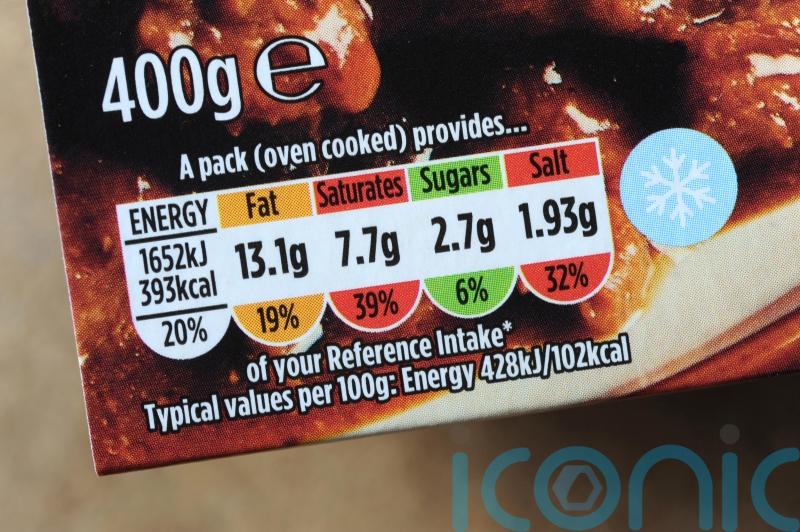 400g e
A pack (oven cooked) provides...
ENERGY Fat Saturates Sugars Salt
1652kJ
393kcal 13.1g 7.7g 2.7g 1.93g
20% 19% 39% 6% 32%
of your Reference Intake*
Typical values per 100g: Energy 428kJ/102kcal
iconic